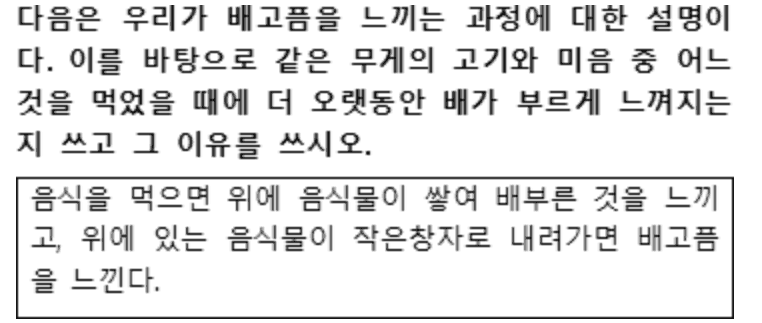 다음은 우리가 배고픔을 느끼는 과정에 대한 설명이
다. 이를 바탕으로 같은 무게의 고기와 미음 중 어느
것을 먹었을 때에 더 오랫동안 배가 부르게 느껴지는
지 쓰고 그 이유를 쓰시오.
음식을 먹으면 위에 음식물이 쌓여 배부른 것을 느끼
고, 위에 있는 음식물이 작은창자로 내려가면 배고픔
을 느낀다.